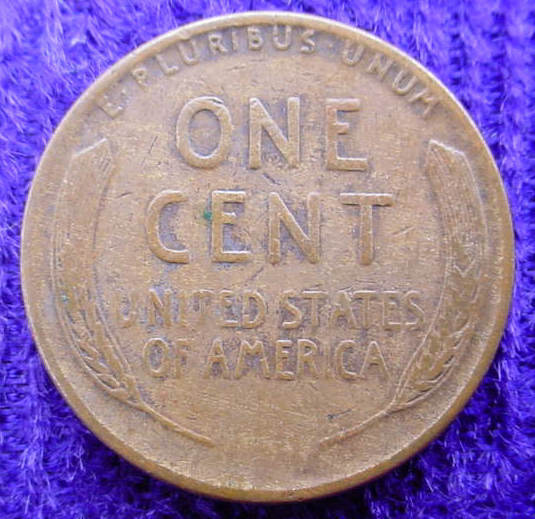 E·PLURIBUS·UNUM
ONE
CENT
UNITED STATES
OF AMERICA